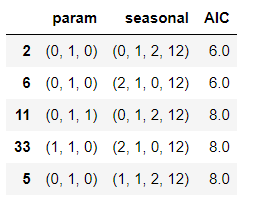 param seasonal AIC
2 (0, 1, 0) (0, 1, 2, 12) 6.0
6 (0, 1, 0) (2, 1, 0, 12) 6.0
11 (0, 1, 1) (0, 1, 2, 12) 8.0
33 (1, 1, 0) (2, 1, 0, 12) 8.0
5 (0, 1, 0) (1, 1, 2, 12) 8.0